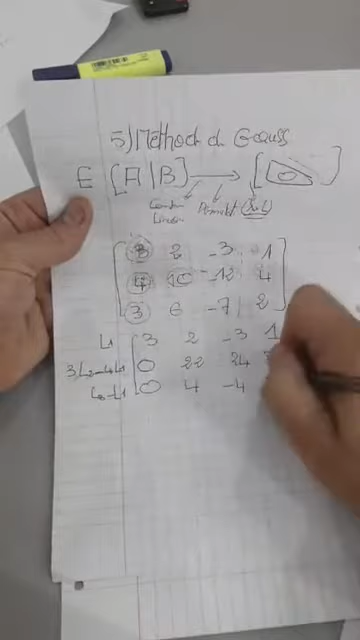 5) Method de Gauss
E [A | B]
3 2 -3 1
4 10 -12 4
3 6 -7 2
L1 3 2 -3 1
3L2-4L1 0 22 24
L3-L1 0 4 -4